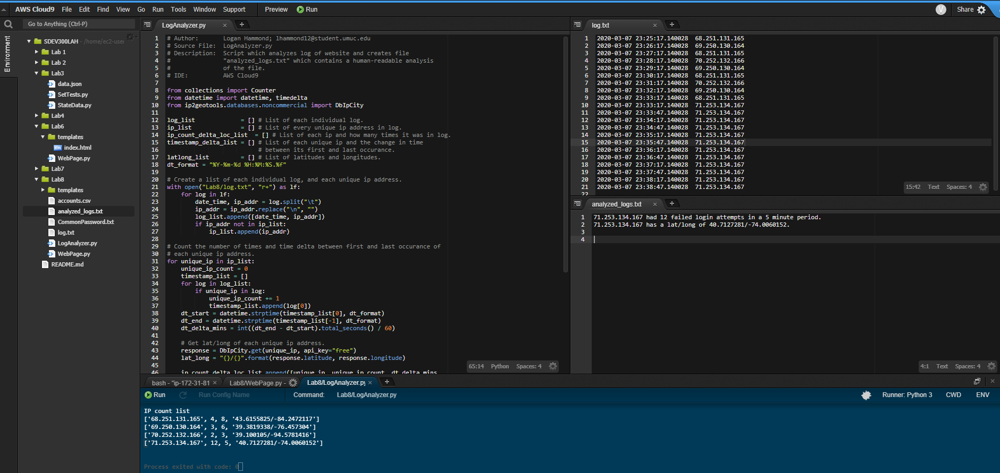 AWS Cloud9 File Edit Find View Go Run Tools Window Support Preview Run V Share
Go to Anything (Ctrl-P)
Environment
SDEV300LAH - /home/ec2-user
Lab 1
Lab 2
Lab3
data.json
SetTests.py
StateData.py
Lab4
Lab6
templates
index.html
WebPage.py
Lab7
Lab8
templates
accounts.csv
analyzed_logs.txt
CommonPassword.txt
log.txt
LogAnalyzer.py
WebPage.py
README.md
LogAnalyzer.py
1 # Author: Logan Hammond; lhammond12@student.umuc.edu
2 # Source File: LogAnalyzer.py
3 # Description: Script which analyzes log of website and creates file
4 # "analyzed_logs.txt" which contains a human-readable analysis
5 # of the file.
6 # IDE: AWS Cloud9
7
8 from collections import Counter
9 from datetime import datetime, timedelta
10 from ip2geotools.databases.noncommercial import DbIpCity
11
12 log_list = [] # List of each individual log.
13 ip_list = [] # List of every unique ip address in log.
14 ip_count_delta_loc_list = [] # List of each ip and how many times it was in log.
15 timestamp_delta_list = [] # List of each unique ip and the change in time
16 # between its first and last occurance.
17 latlong_list = [] # List of latitudes and longitudes.
18 dt_format = "%Y-%m-%d %H:%M:%S.%f"
19
20 # Create a list of each individual log, and each unique ip address.
21 with open("Lab8/log.txt", "r+") as lf:
22 for log in lf:
23 date_time, ip_addr = log.split("\t")
24 ip_addr = ip_addr.replace("\n", "")
25 log_list.append([date_time, ip_addr])
26 if ip_addr not in ip_list:
27 ip_list.append(ip_addr)
28
29 # Count the number of times and time delta between first and last occurance of
30 # each unique ip address.
31 for unique_ip in ip_list:
32 unique_ip_count = 0
33 timestamp_list = []
34 for log in log_list:
35 if unique_ip in log:
36 unique_ip_count += 1
37 timestamp_list.append(log[0])
38 dt_start = datetime.strptime(timestamp_list[0], dt_format)
39 dt_end = datetime.strptime(timestamp_list[-1], dt_format)
40 dt_delta_mins = int((dt_end - dt_start).total_seconds() / 60)
41
42 # Get lat/long of each unique ip address.
43 response = DbIpCity.get(unique_ip, api_key="free")
44 lat_long = "{}/{}".format(response.latitude, response.longitude)
45
46 ip_count_delta_loc_list.append([unique_ip, unique_ip_count, dt_delta_mins,
65:14 Python Spaces: 4
log.txt
1 2020-03-07 23:25:17.140028 68.251.131.165
2 2020-03-07 23:26:17.140028 69.250.130.164
3 2020-03-07 23:27:17.140028 68.251.131.165
4 2020-03-07 23:28:17.140028 70.252.132.166
5 2020-03-07 23:29:17.140028 69.250.130.164
6 2020-03-07 23:30:17.140028 68.251.131.165
7 2020-03-07 23:31:17.140028 70.252.132.166
8 2020-03-07 23:32:17.140028 69.250.130.164
9 2020-03-07 23:33:17.140028 68.251.131.165
10 2020-03-07 23:33:17.140028 71.253.134.167
11 2020-03-07 23:33:47.140028 71.253.134.167
12 2020-03-07 23:34:17.140028 71.253.134.167
13 2020-03-07 23:34:47.140028 71.253.134.167
14 2020-03-07 23:35:17.140028 71.253.134.167
15 2020-03-07 23:35:47.140028 71.253.134.167
16 2020-03-07 23:36:17.140028 71.253.134.167
17 2020-03-07 23:36:47.140028 71.253.134.167
18 2020-03-07 23:37:17.140028 71.253.134.167
19 2020-03-07 23:37:47.140028 71.253.134.167
20 2020-03-07 23:38:17.140028 71.253.134.167
21 2020-03-07 23:38:47.140028 71.253.134.167
22
15:42 Text Spaces: 4
analyzed_logs.txt
1 71.253.134.167 had 12 failed login attempts in a 5 minute period.
2 71.253.134.167 has a lat/long of 40.7127281/-74.0060152.
3
4
4:1 Text Spaces: 4
bash - "ip-172-31-81 Lab8/WebPage.py - Lab8/LogAnalyzer.py
Run Run Config Name Command: Lab8/LogAnalyzer.py Runner: Python 3 CWD ENV
IP count list
['68.251.131.165', 4, 8, '43.6155825/-84.2472117']
['69.250.130.164', 3, 6, '39.3819338/-76.457304']
['70.252.132.166', 2, 3, '39.100105/-94.5781416']
['71.253.134.167', 12, 5, '40.7127281/-74.0060152']
Process exited with code: 0